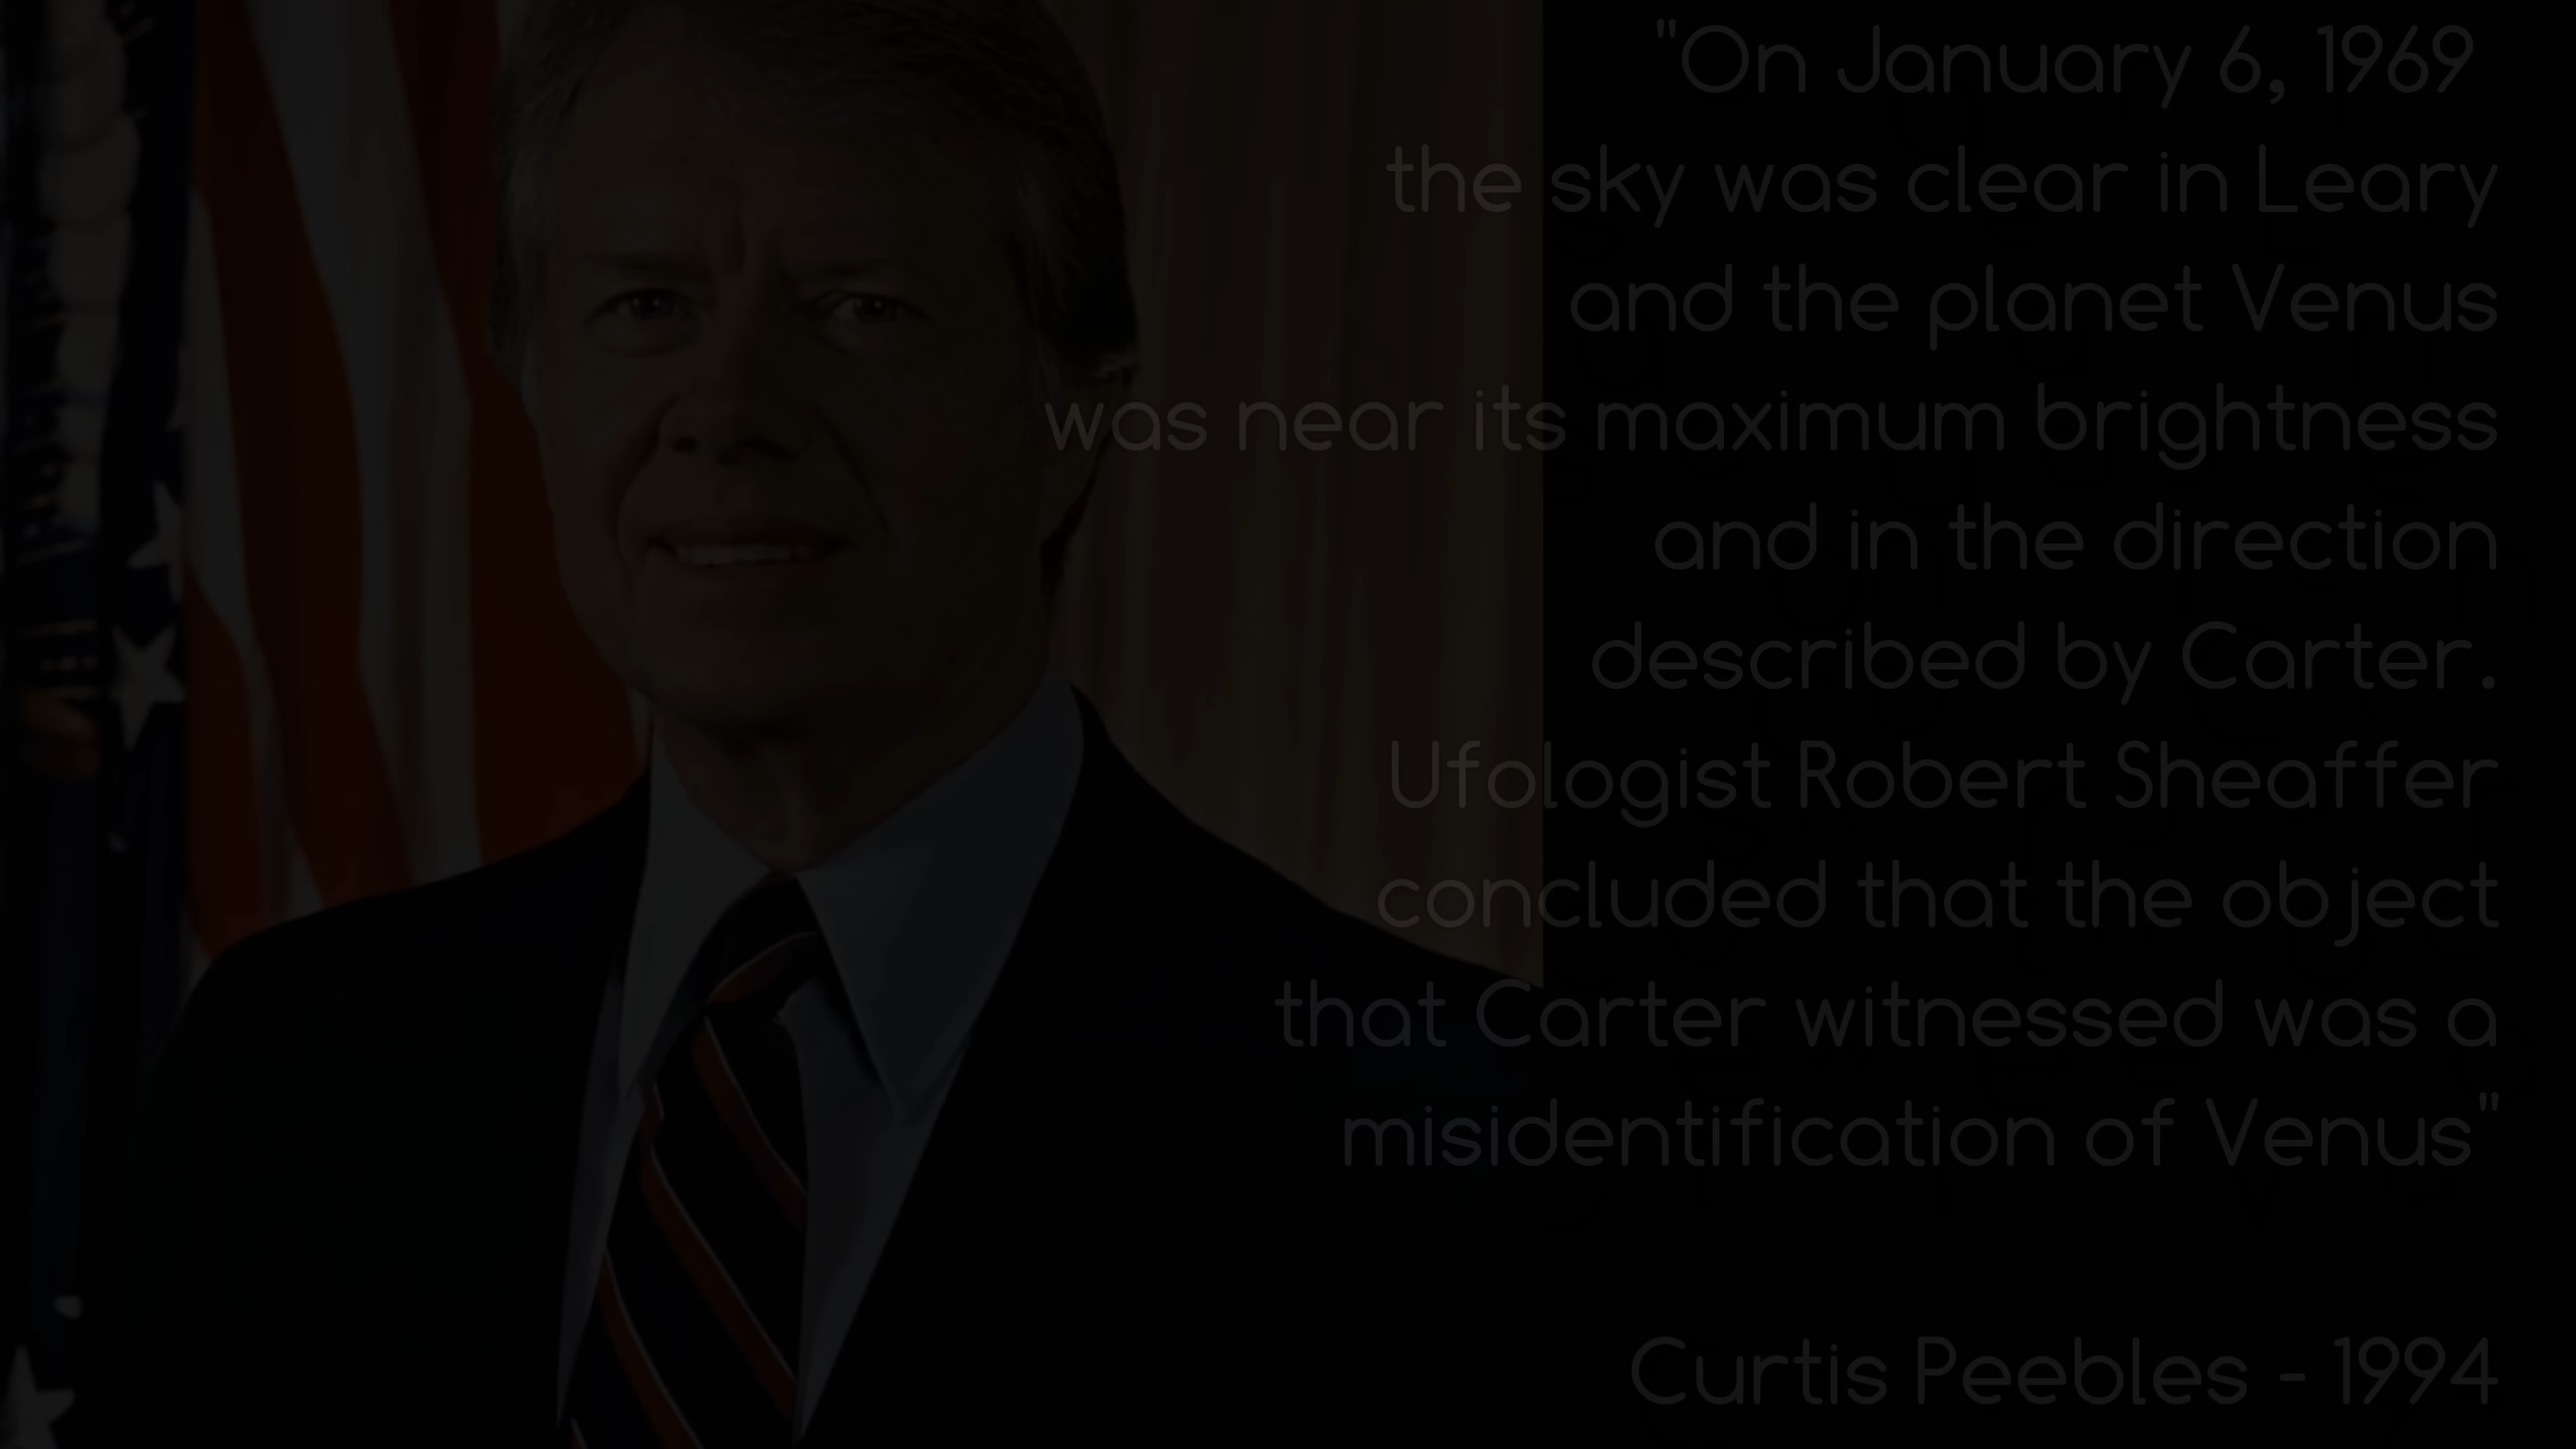 "On January 6, 1969
the sky was clear in Leary
and the planet Venus
was near its maximum brightness
and in the direction
described by Carter.
Ufologist Robert Sheaffer
concluded that the object
that Carter witnessed was a
misidentification of Venus"
Curtis Peebles - 1994